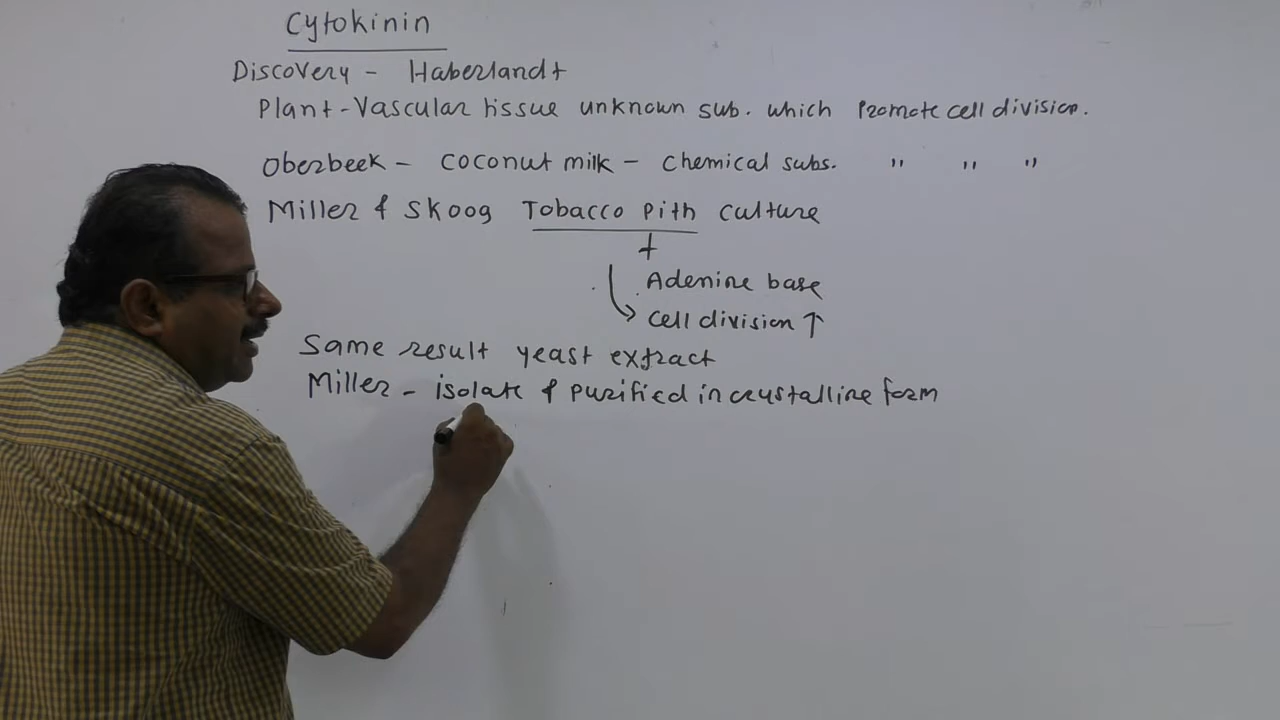 Cytokinin
Discovery - Haberlandt
Plant-Vascular tissue unknown sub. which Promote cell division.
Oberbeek - coconut milk - chemical subs. " " "
Miller & Skoog Tobacco Pith culture
+
Adenine base
cell division ↑
Same result yeast extract
Miller - isolate & purified in crystalline form